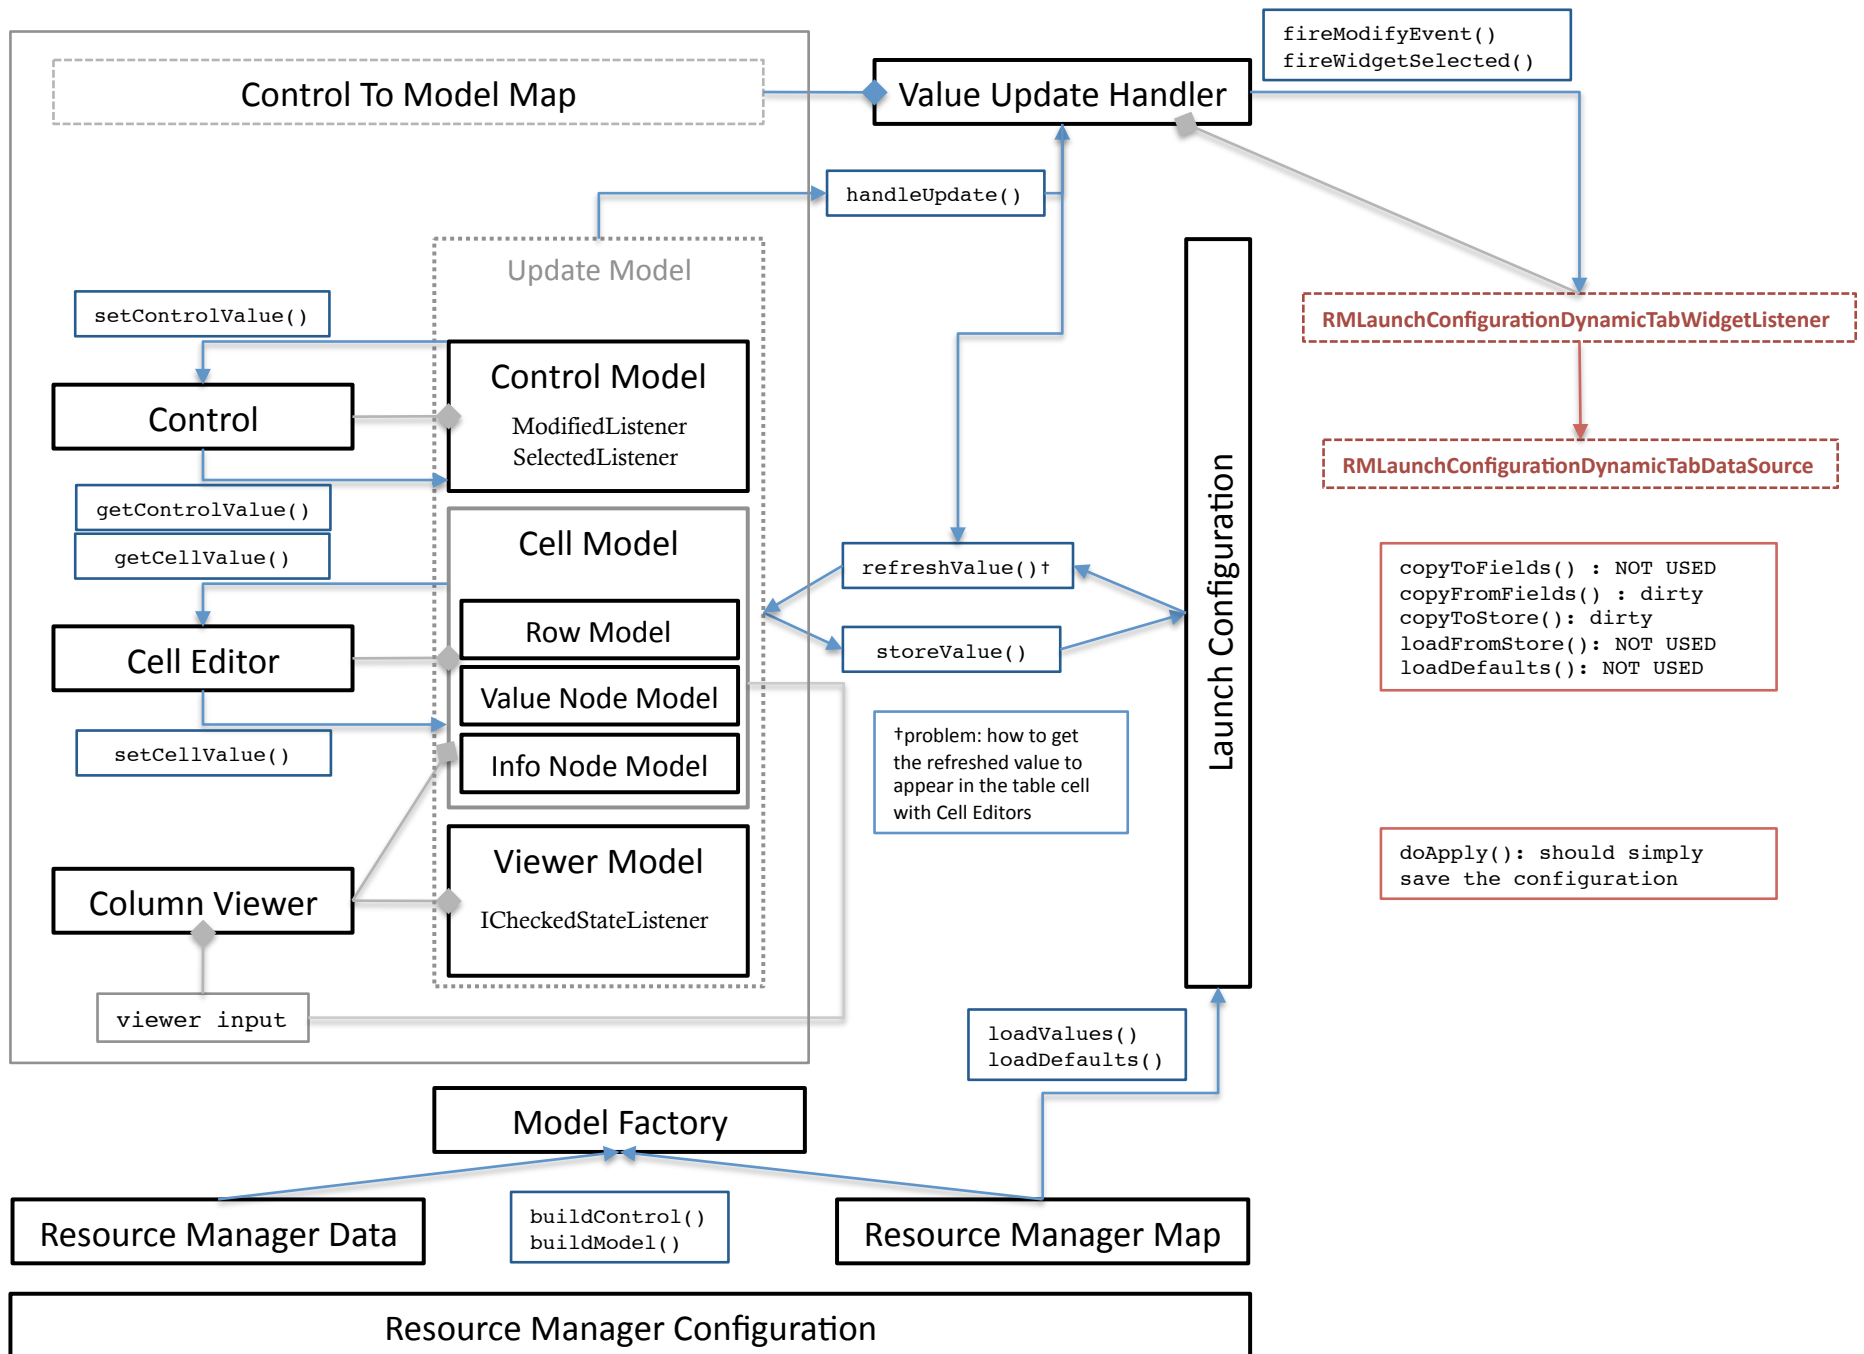 fireModifyEvent()
fireWidgetSelected()
Control To Model Map
Value Update Handler
handleUpdate()
Update Model
setControlValue()
RMLaunchConfigurationDynamicTabWidgetListener
Control Model
ModifiedListener
SelectedListener
Control
RMLaunchConfigurationDynamicTabDataSource
getControlValue()
getCellValue()
Cell Model
Row Model
Value Node Model
Info Node Model
Cell Editor
setCellValue()
refreshValue()†
storeValue()
Launch Configuration
copyToFields() : NOT USED
copyFromFields() : dirty
copyToStore(): dirty
loadFromStore(): NOT USED
loadDefaults(): NOT USED
†problem: how to get
the refreshed value to
appear in the table cell
with Cell Editors
doApply(): should simply
save the configuration
Viewer Model
ICheckedStateListener
Column Viewer
viewer input
loadValues()
loadDefaults()
Model Factory
Resource Manager Data
buildControl()
buildModel()
Resource Manager Map
Resource Manager Configuration